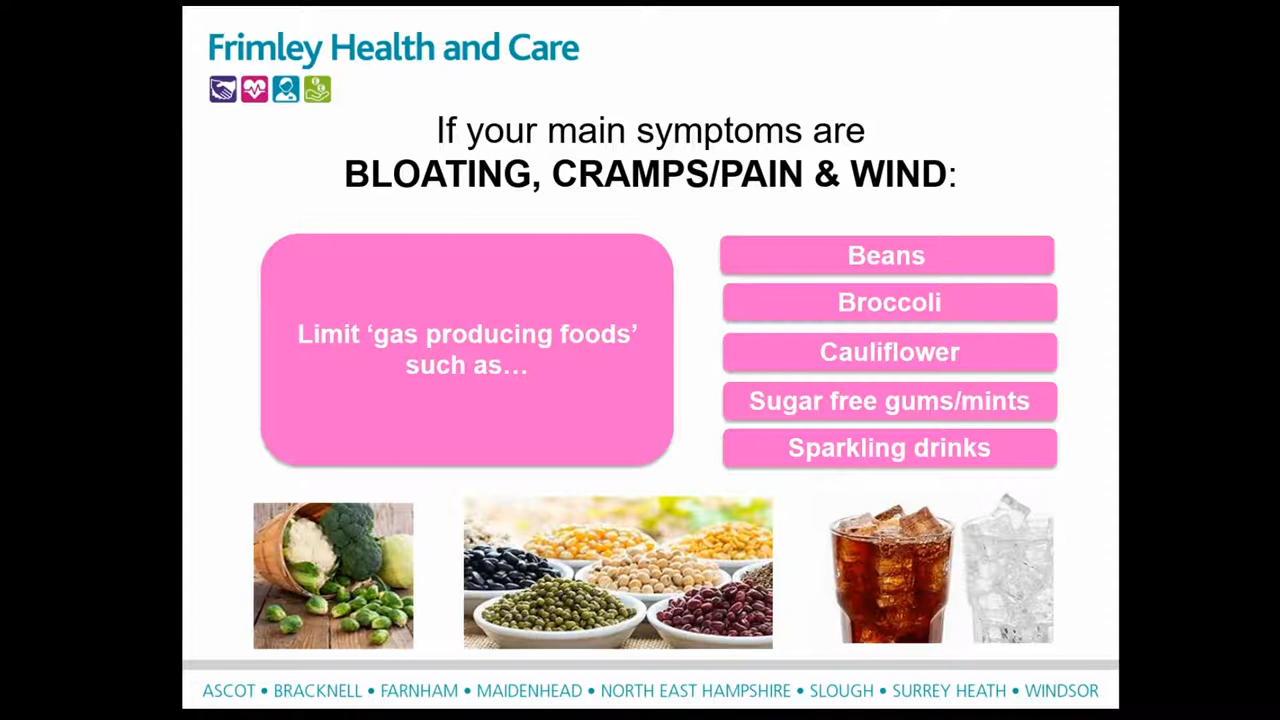 Frimley Health and Care
If your main symptoms are
BLOATING, CRAMPS/PAIN & WIND:
Limit ‘gas producing foods’
such as…
Beans
Broccoli
Cauliflower
Sugar free gums/mints
Sparkling drinks
ASCOT • BRACKNELL • FARNHAM • MAIDENHEAD • NORTH EAST HAMPSHIRE • SLOUGH • SURREY HEATH • WINDSOR